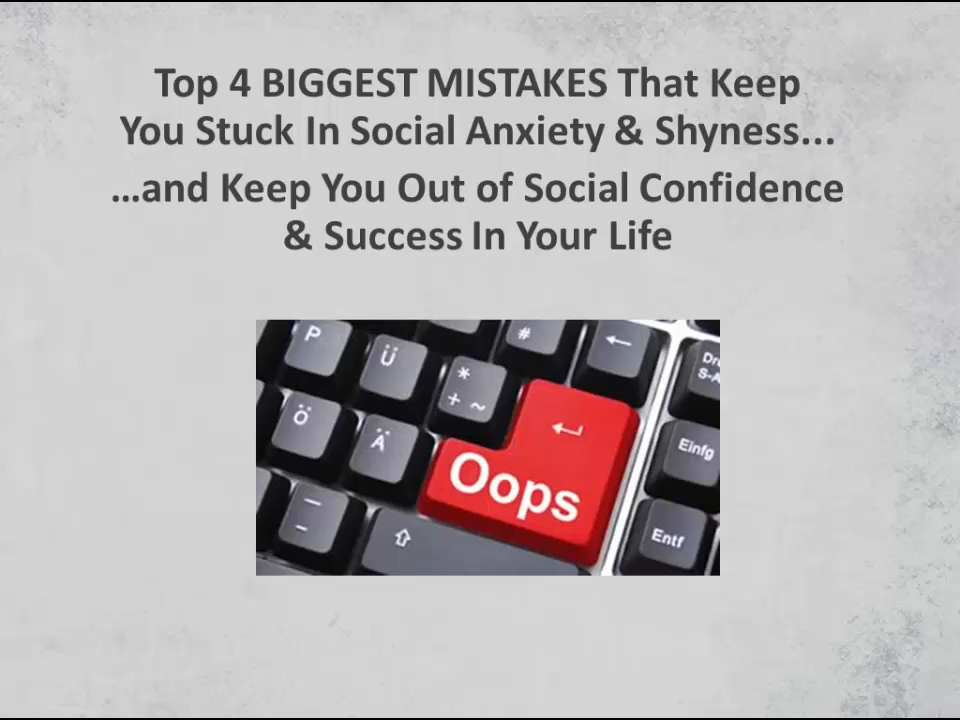 Top 4 BIGGEST MISTAKES That Keep
You Stuck In Social Anxiety & Shyness...
...and Keep You Out of Social Confidence
& Success In Your Life
P
Ü
#
←
*
+ ~
Ö
Ä
↵
Oops
Einfg
Entf
⇧